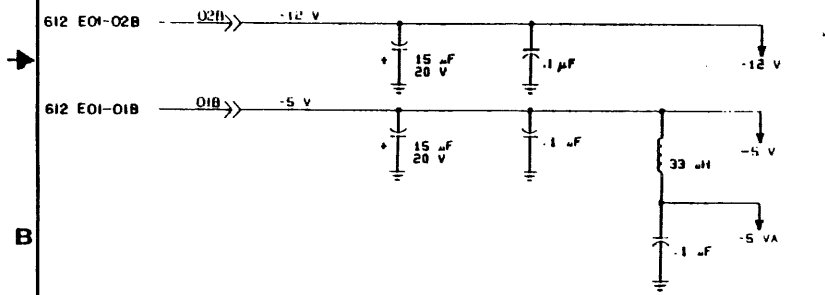 612 E01-02B
02B
-12 V
+ 15 µF
20 V
.1 µF
-12 V
612 E01-01B
01B
-5 V
+ 15 µF
20 V
.1 µF
-5 V
33 µH
B
-5 VA
.1 µF